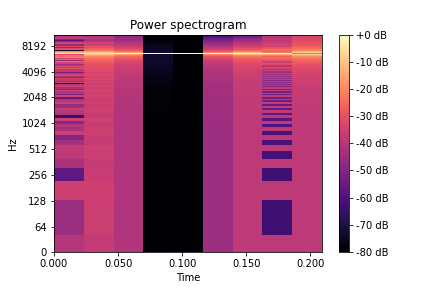 Power spectrogram
Hz
8192
4096
2048
1024
512
256
128
64
0
0.000
0.050
0.100
0.150
0.200
Time
+0 dB
-10 dB
-20 dB
-30 dB
-40 dB
-50 dB
-60 dB
-70 dB
-80 dB